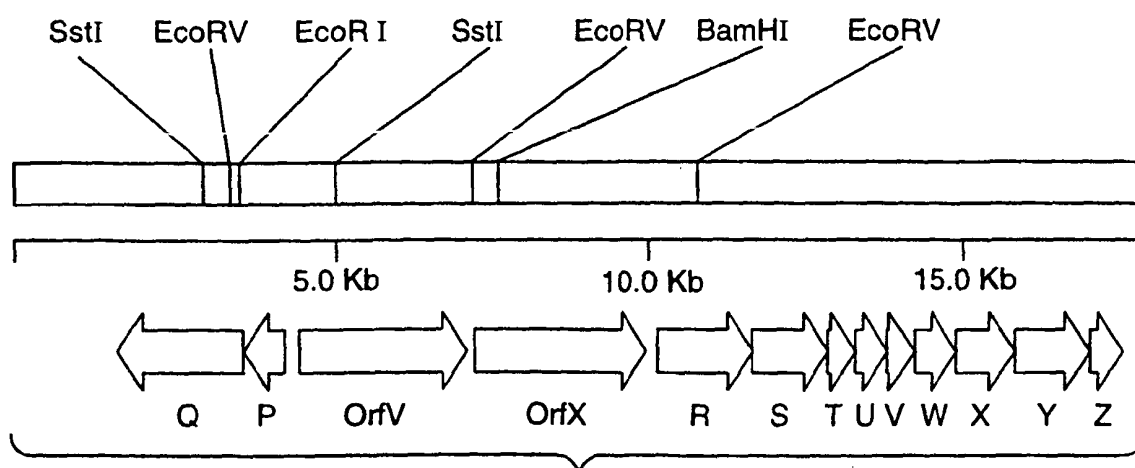 SstI EcoRV EcoR I SstI EcoRV BamHI EcoRV
5.0 Kb 10.0 Kb 15.0 Kb
Q P OrfV OrfX R S T U V W X Y Z